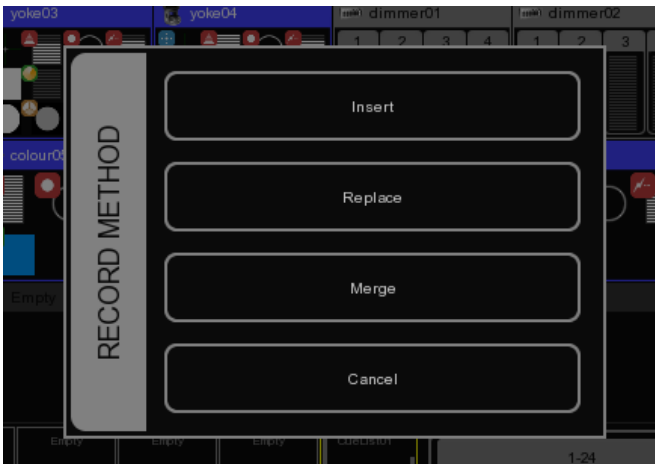 yoke03
yoke04
dimmer01
dimmer02
1 2 3 4
1 2 3
RECORD METHOD
Insert
Replace
Merge
Cancel
Empty
Empty
Empty
Empty
CueList01
1-24